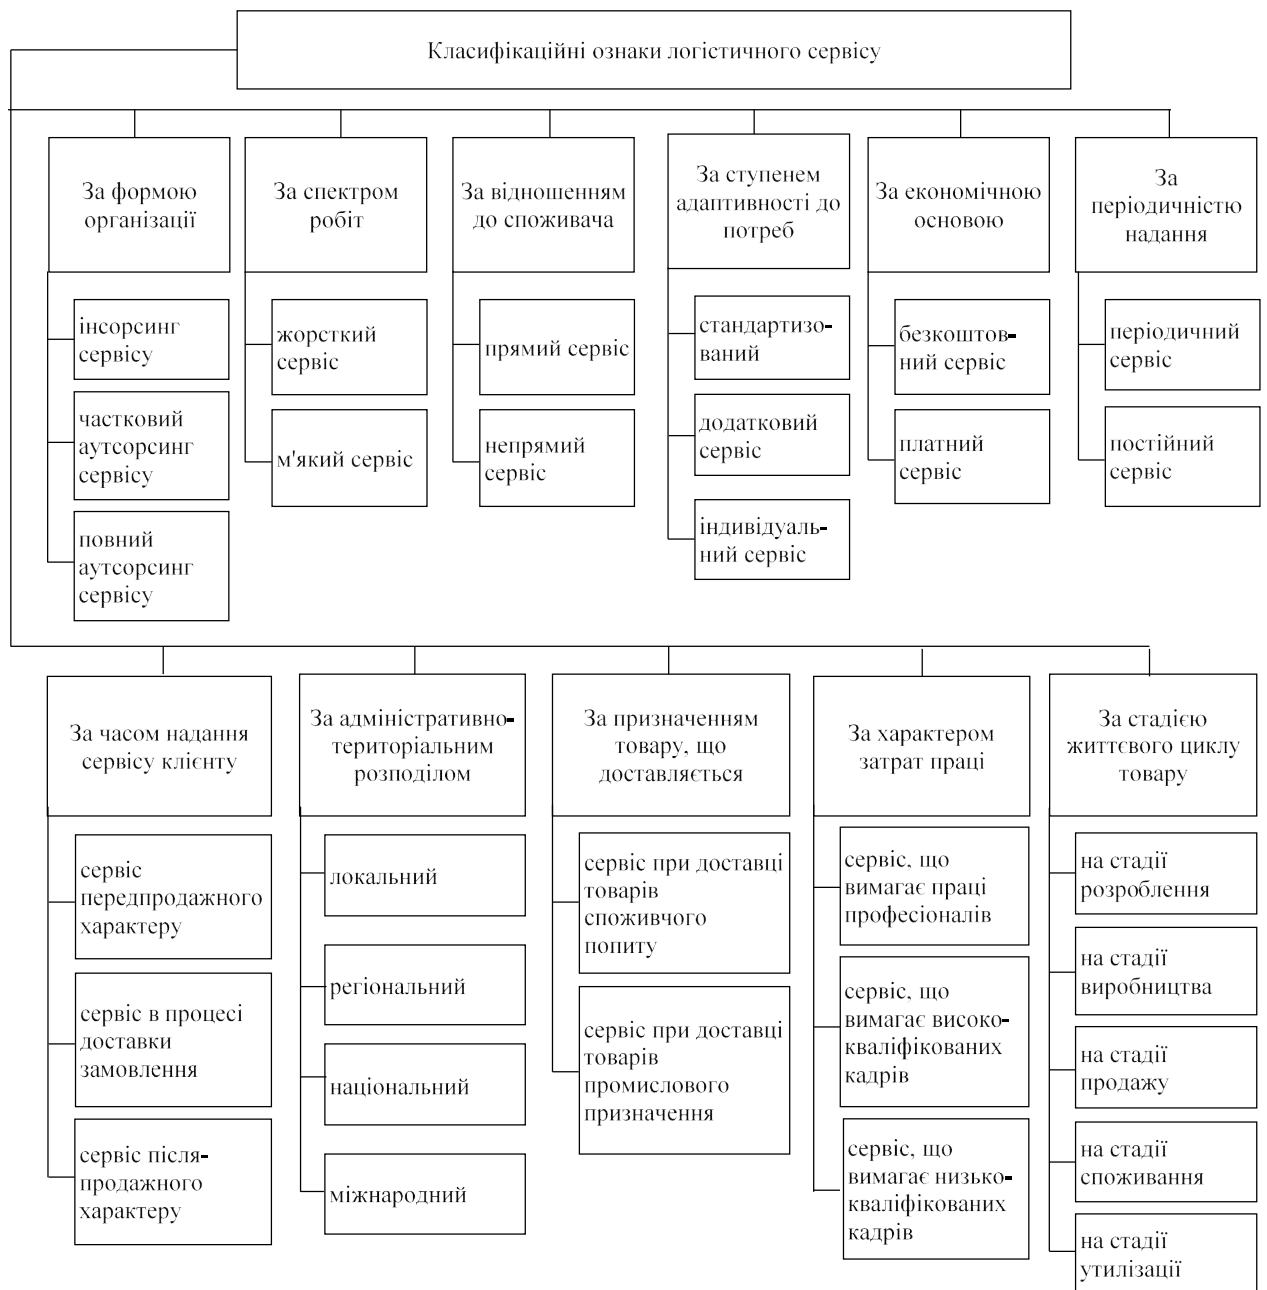 Класифікаційні ознаки логістичного сервісу
За формою
організації
інсорсинг
сервісу
частковий
аутсорсинг
сервісу
повний
аутсорсинг
сервісу
За спектром
робіт
жорсткий
сервіс
м'який сервіс
За відношенням
до споживача
прямий сервіс
непрямий
сервіс
За ступенем
адаптивності до
потреб
стандартизо-
ваний
додатковий
сервіс
індивідуаль-
ний сервіс
За економічною
основою
безкоштов-
ний сервіс
платний
сервіс
За
періодичністю
надання
періодичний
сервіс
постійний
сервіс
За часом надання
сервісу клієнту
сервіс
передпродажного
характеру
сервіс в процесі
доставки
замовлення
сервіс після-
продажного
характеру
За адміністративно-
територіальним
розподілом
локальний
регіональний
національний
міжнародний
За призначенням
товару, що
доставляється
сервіс при доставці
товарів
споживчого
попиту
сервіс при доставці
товарів
промислового
призначення
За характером
затрат праці
сервіс, що
вимагає праці
професіоналів
сервіс, що
вимагає високо-
кваліфікованих
кадрів
сервіс, що
вимагає низько-
кваліфікованих
кадрів
За стадією
життєвого циклу
товару
на стадії
розроблення
на стадії
виробництва
на стадії
продажу
на стадії
споживання
на стадії
утилізації